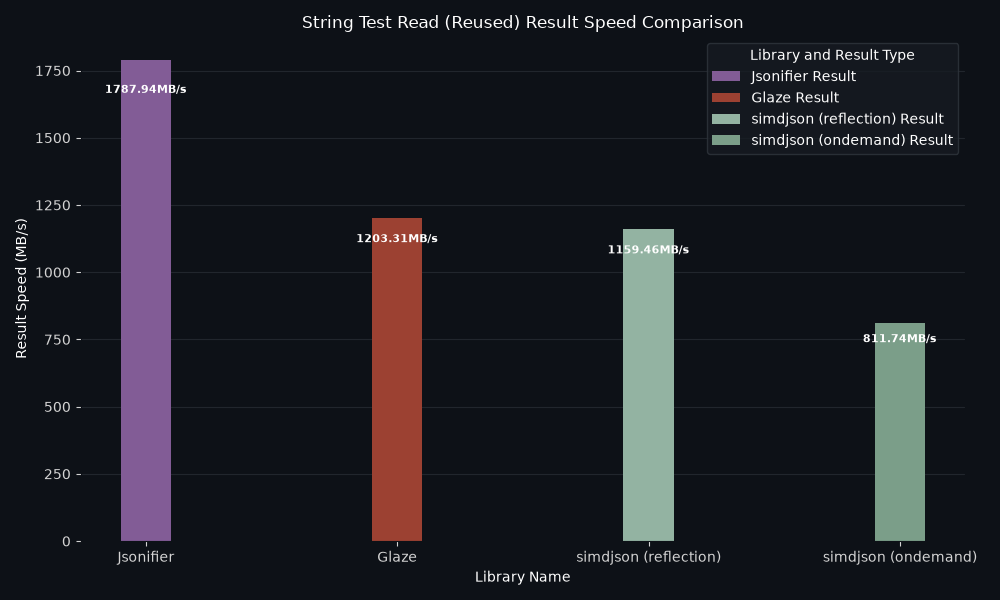 String Test Read (Reused) Result Speed Comparison
Library and Result Type
Jsonifier Result
Glaze Result
simdjson (reflection) Result
simdjson (ondemand) Result
Result Speed (MB/s)
1750
1500
1250
1000
750
500
250
0
1787.94MB/s
1203.31MB/s
1159.46MB/s
811.74MB/s
Jsonifier
Glaze
simdjson (reflection)
simdjson (ondemand)
Library Name